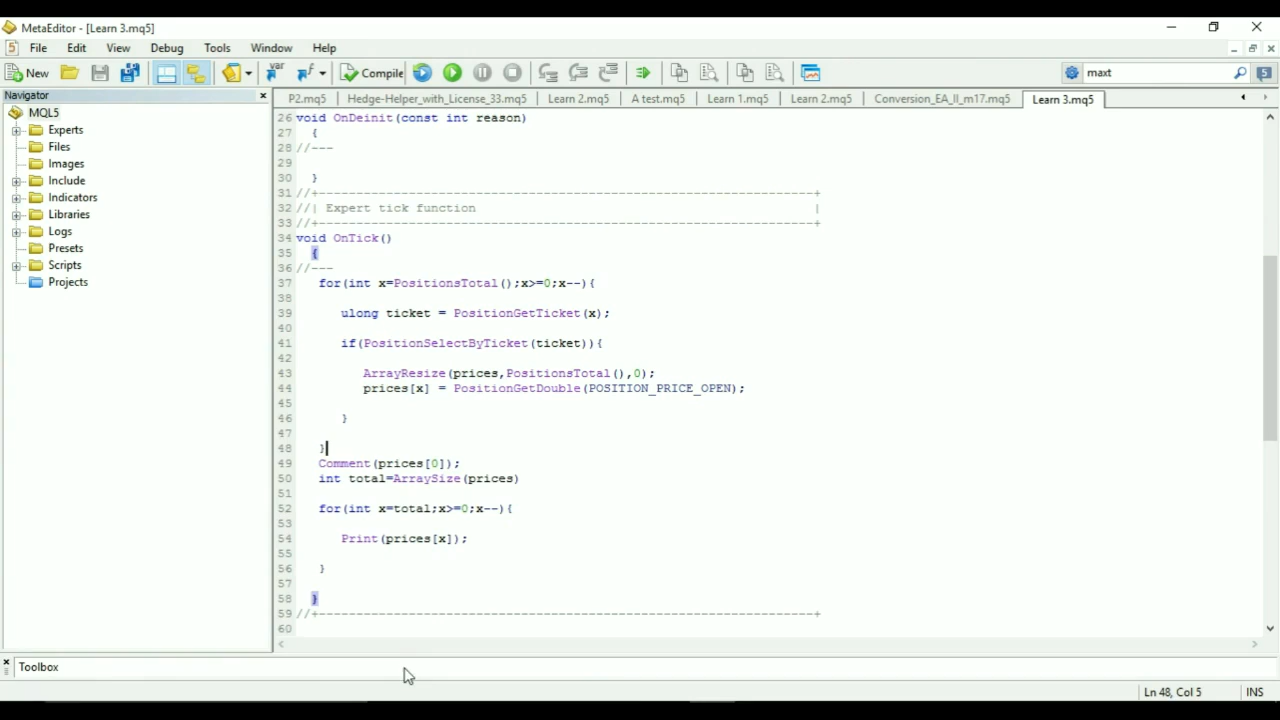 MetaEditor - [Learn 3.mq5]
File Edit View Debug Tools Window Help
New Compile maxt
Navigator
P2.mq5 Hedge-Helper_with_License_33.mq5 Learn 2.mq5 A test.mq5 Learn 1.mq5 Learn 2.mq5 Conversion_EA_II_m17.mq5 Learn 3.mq5
MQL5
Experts
Files
Images
Include
Indicators
Libraries
Logs
Presets
Scripts
Projects
26 void OnDeinit(const int reason)
27 {
28 //---
29
30 }
31 //+------------------------------------------------------------------+
32 //| Expert tick function |
33 //+------------------------------------------------------------------+
34 void OnTick()
35 {
36 //---
37 for(int x=PositionsTotal();x>=0;x--){
38
39 ulong ticket = PositionGetTicket(x);
40
41 if(PositionSelectByTicket(ticket)){
42
43 ArrayResize(prices,PositionsTotal(),0);
44 prices[x] = PositionGetDouble(POSITION_PRICE_OPEN);
45
46 }
47
48 }
49 Comment(prices[0]);
50 int total=ArraySize(prices)
51
52 for(int x=total;x>=0;x--){
53
54 Print(prices[x]);
55
56 }
57
58 }
59 //+------------------------------------------------------------------+
60
Toolbox
Ln 48, Col 5 INS